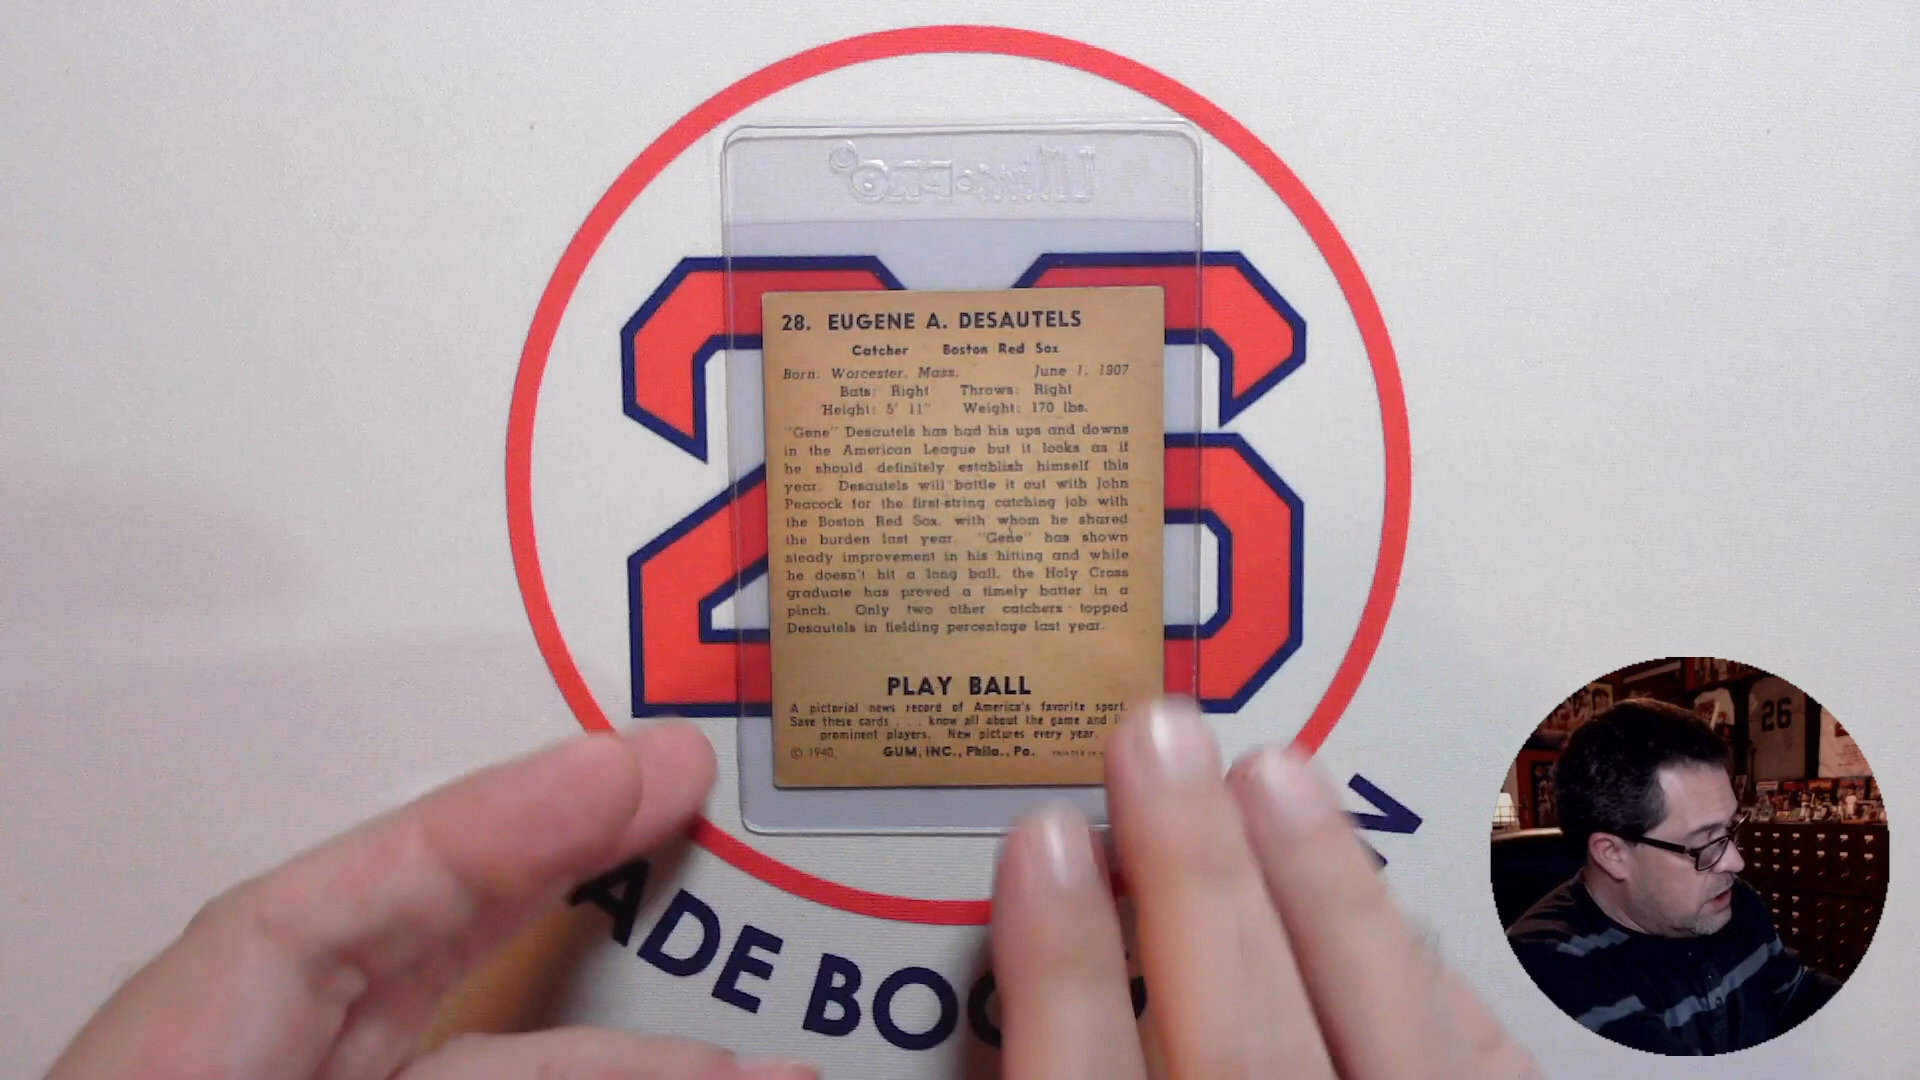 ULTRA•PRO®
28. EUGENE A. DESAUTELS
Catcher Boston Red Sox
Born: Worcester, Mass. June 1, 1907
Bats: Right Throws: Right
Height: 5' 11" Weight: 170 lbs.
"Gene" Desautels has had his ups and downs
in the American League but it looks as if
he should definitely establish himself this
year. Desautels will battle it out with John
Peacock for the first-string catching job with
the Boston Red Sox, with whom he shared
the burden last year. "Gene" has shown
steady improvement in his hitting and while
he doesn't hit a long ball, the Holy Cross
graduate has proved a timely batter in a
pinch. Only two other catchers topped
Desautels in fielding percentage last year.
PLAY BALL
A pictorial news record of America's favorite sport.
Save these cards . . . know all about the game and
prominent players. New pictures every year.
© 1940, GUM, INC., Phila., Pa. PRINTED IN
26
ADE BO
26